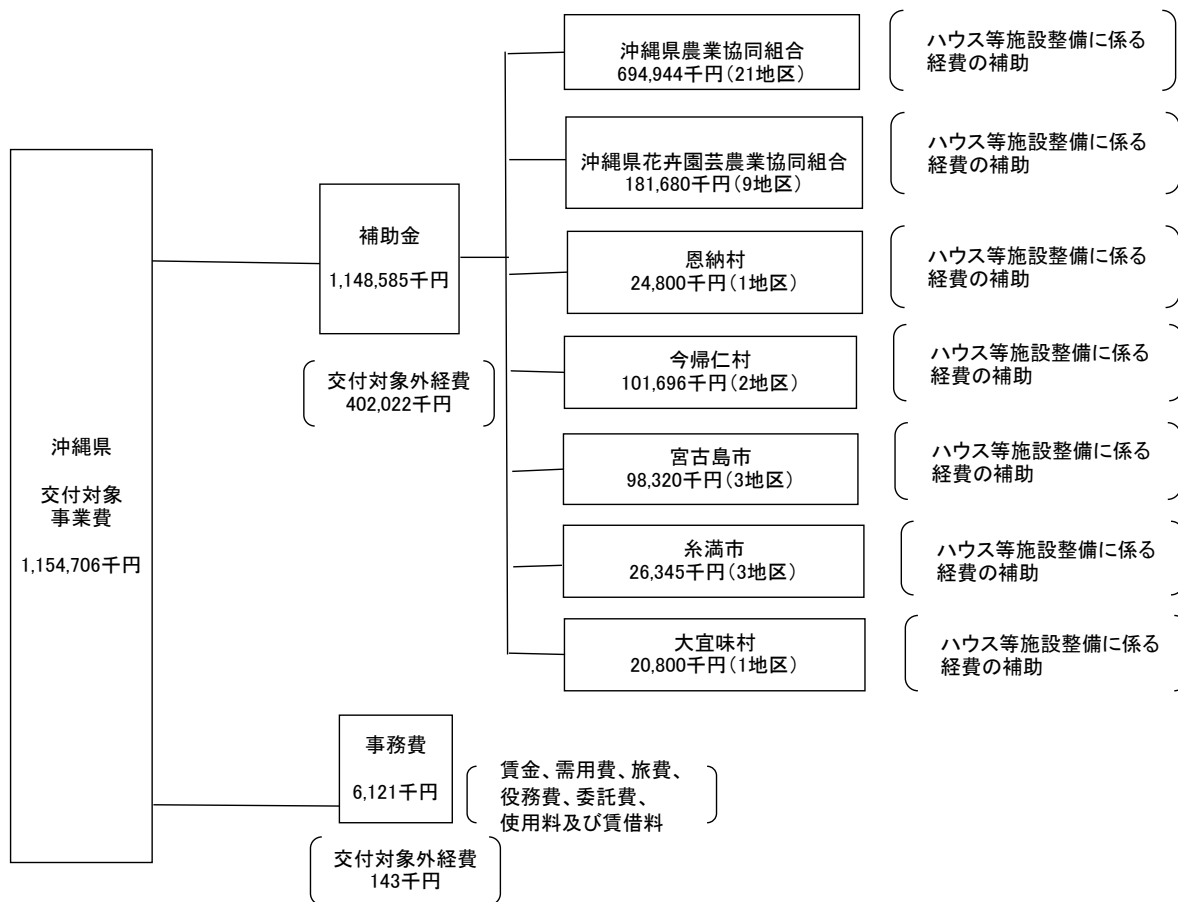 沖縄県
交付対象
事業費
1,154,706千円
補助金
1,148,585千円
交付対象外経費
402,022千円
沖縄県農業協同組合
694,944千円(21地区)
ハウス等施設整備に係る
経費の補助
沖縄県花卉園芸農業協同組合
181,680千円(9地区)
ハウス等施設整備に係る
経費の補助
恩納村
24,800千円(1地区)
ハウス等施設整備に係る
経費の補助
今帰仁村
101,696千円(2地区)
ハウス等施設整備に係る
経費の補助
宮古島市
98,320千円(3地区)
ハウス等施設整備に係る
経費の補助
糸満市
26,345千円(3地区)
ハウス等施設整備に係る
経費の補助
大宜味村
20,800千円(1地区)
ハウス等施設整備に係る
経費の補助
事務費
6,121千円
賃金、需用費、旅費、
役務費、委託費、
使用料及び賃借料
交付対象外経費
143千円